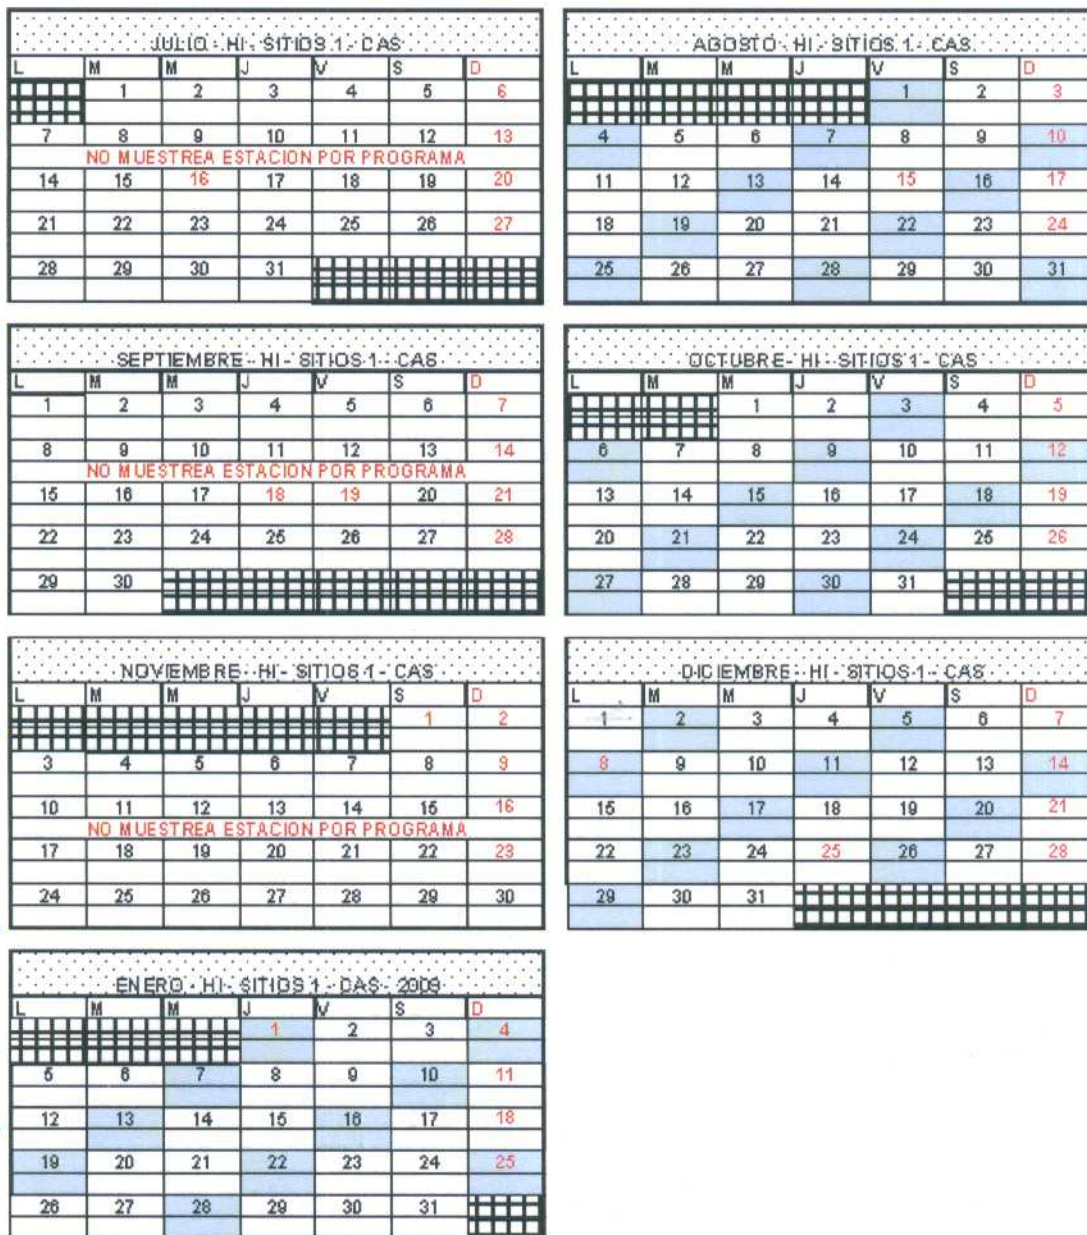 JULIO - HI - SITIOS 1 - CAS
L M M J V S D
1 2 3 4 5 6
7 8 9 10 11 12 13
NO MUESTREA ESTACION POR PROGRAMA
14 15 16 17 18 19 20
21 22 23 24 25 26 27
28 29 30 31
AGOSTO - HI - SITIOS 1 - CAS
L M M J V S D
1 2 3
4 5 6 7 8 9 10
11 12 13 14 15 16 17
18 19 20 21 22 23 24
25 26 27 28 29 30 31
SEPTIEMBRE - HI - SITIOS 1 - CAS
L M M J V S D
1 2 3 4 5 6 7
8 9 10 11 12 13 14
NO MUESTREA ESTACION POR PROGRAMA
15 16 17 18 19 20 21
22 23 24 25 26 27 28
29 30
OCTUBRE - HI - SITIOS 1 - CAS
L M M J V S D
1 2 3 4 5
6 7 8 9 10 11 12
13 14 15 16 17 18 19
20 21 22 23 24 25 26
27 28 29 30 31
NOVIEMBRE - HI - SITIOS 1 - CAS
L M M J V S D
1 2
3 4 5 6 7 8 9
10 11 12 13 14 15 16
NO MUESTREA ESTACION POR PROGRAMA
17 18 19 20 21 22 23
24 25 26 27 28 29 30
DICIEMBRE - HI - SITIOS 1 - CAS
L M M J V S D
1 2 3 4 5 6 7
8 9 10 11 12 13 14
15 16 17 18 19 20 21
22 23 24 25 26 27 28
29 30 31
ENERO - HI - SITIOS 1 - CAS - 2009
L M M J V S D
1 2 3 4
5 6 7 8 9 10 11
12 13 14 15 16 17 18
19 20 21 22 23 24 25
26 27 28 29 30 31